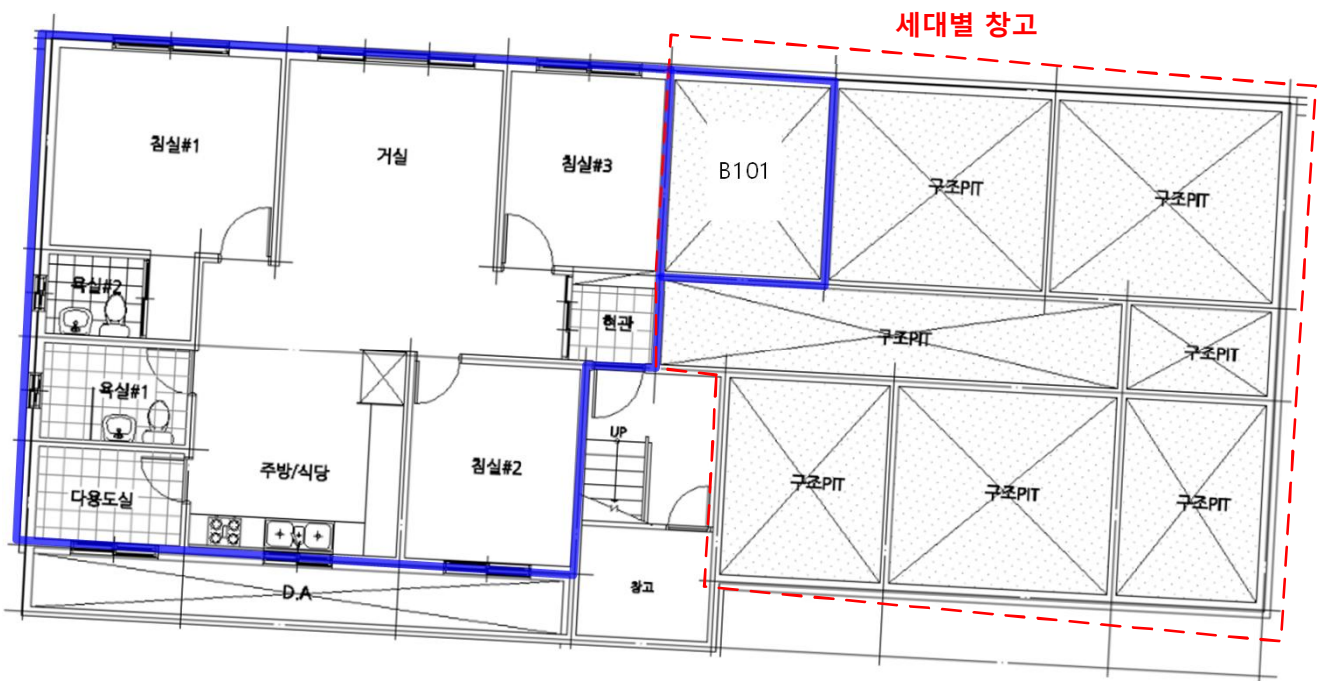 세대별 창고
침실#1
거실
침실#3
B101
구조PIT
구조PIT
욕실#2
현관
구조PIT
구조PIT
욕실#1
UP
주방/식당
침실#2
다용도실
구조PIT
구조PIT
구조PIT
D.A
창고